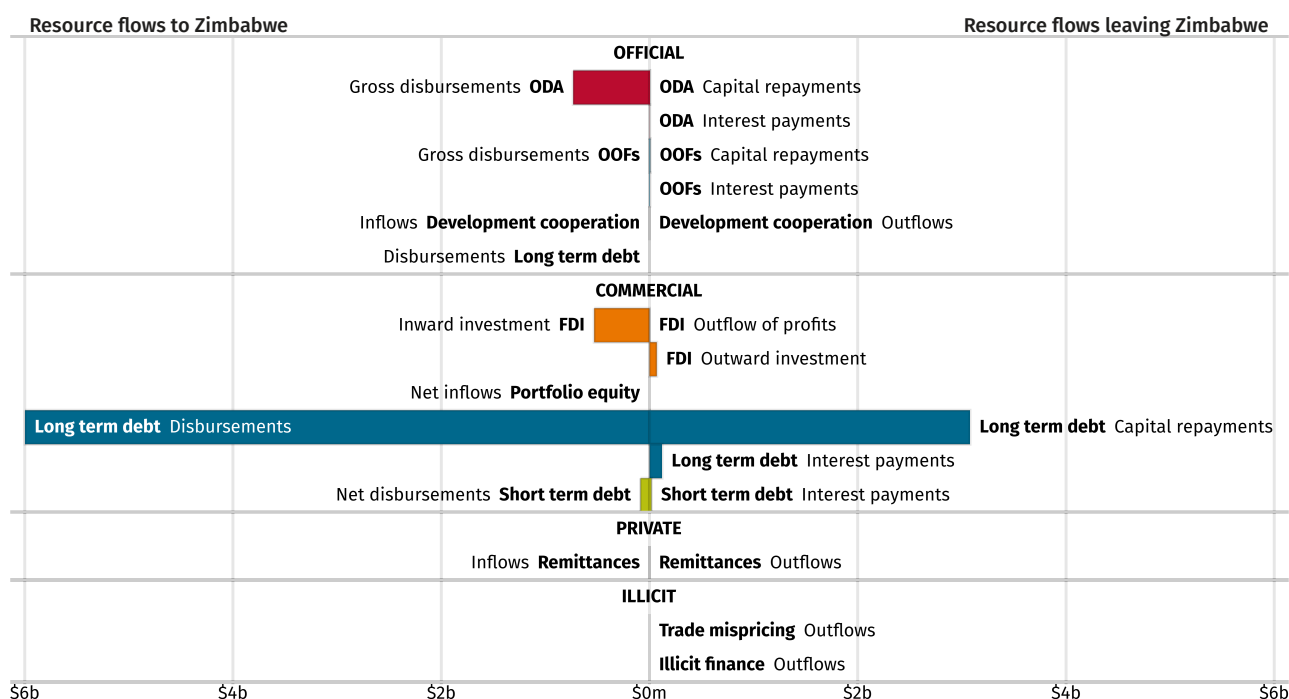 Resource flows to Zimbabwe Resource flows leaving Zimbabwe
OFFICIAL
Gross disbursements ODA ODA Capital repayments
ODA Interest payments
Gross disbursements OOFs OOFs Capital repayments
OOFs Interest payments
Inflows Development cooperation Development cooperation Outflows
Disbursements Long term debt
COMMERCIAL
Inward investment FDI FDI Outflow of profits
FDI Outward investment
Net inflows Portfolio equity
Long term debt Disbursements Long term debt Capital repayments
Long term debt Interest payments
Net disbursements Short term debt Short term debt Interest payments
PRIVATE
Inflows Remittances Remittances Outflows
ILLICIT
Trade mispricing Outflows
Illicit finance Outflows
$6b $4b $2b $0m $2b $4b $6b